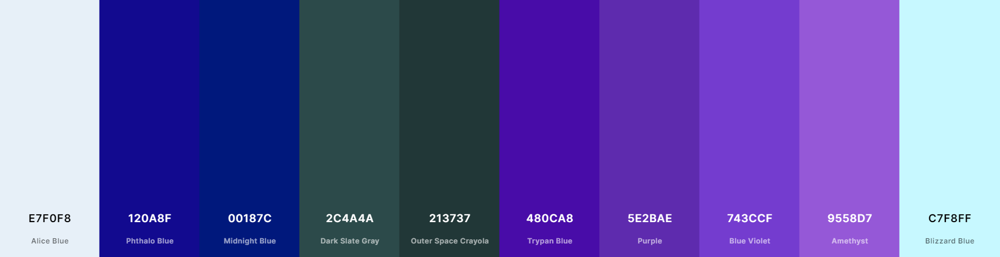 E7F0F8
Alice Blue
120A8F
Phthalo Blue
00187C
Midnight Blue
2C4A4A
Dark Slate Gray
213737
Outer Space Crayola
480CA8
Trypan Blue
5E2BAE
Purple
743CCF
Blue Violet
9558D7
Amethyst
C7F8FF
Blizzard Blue